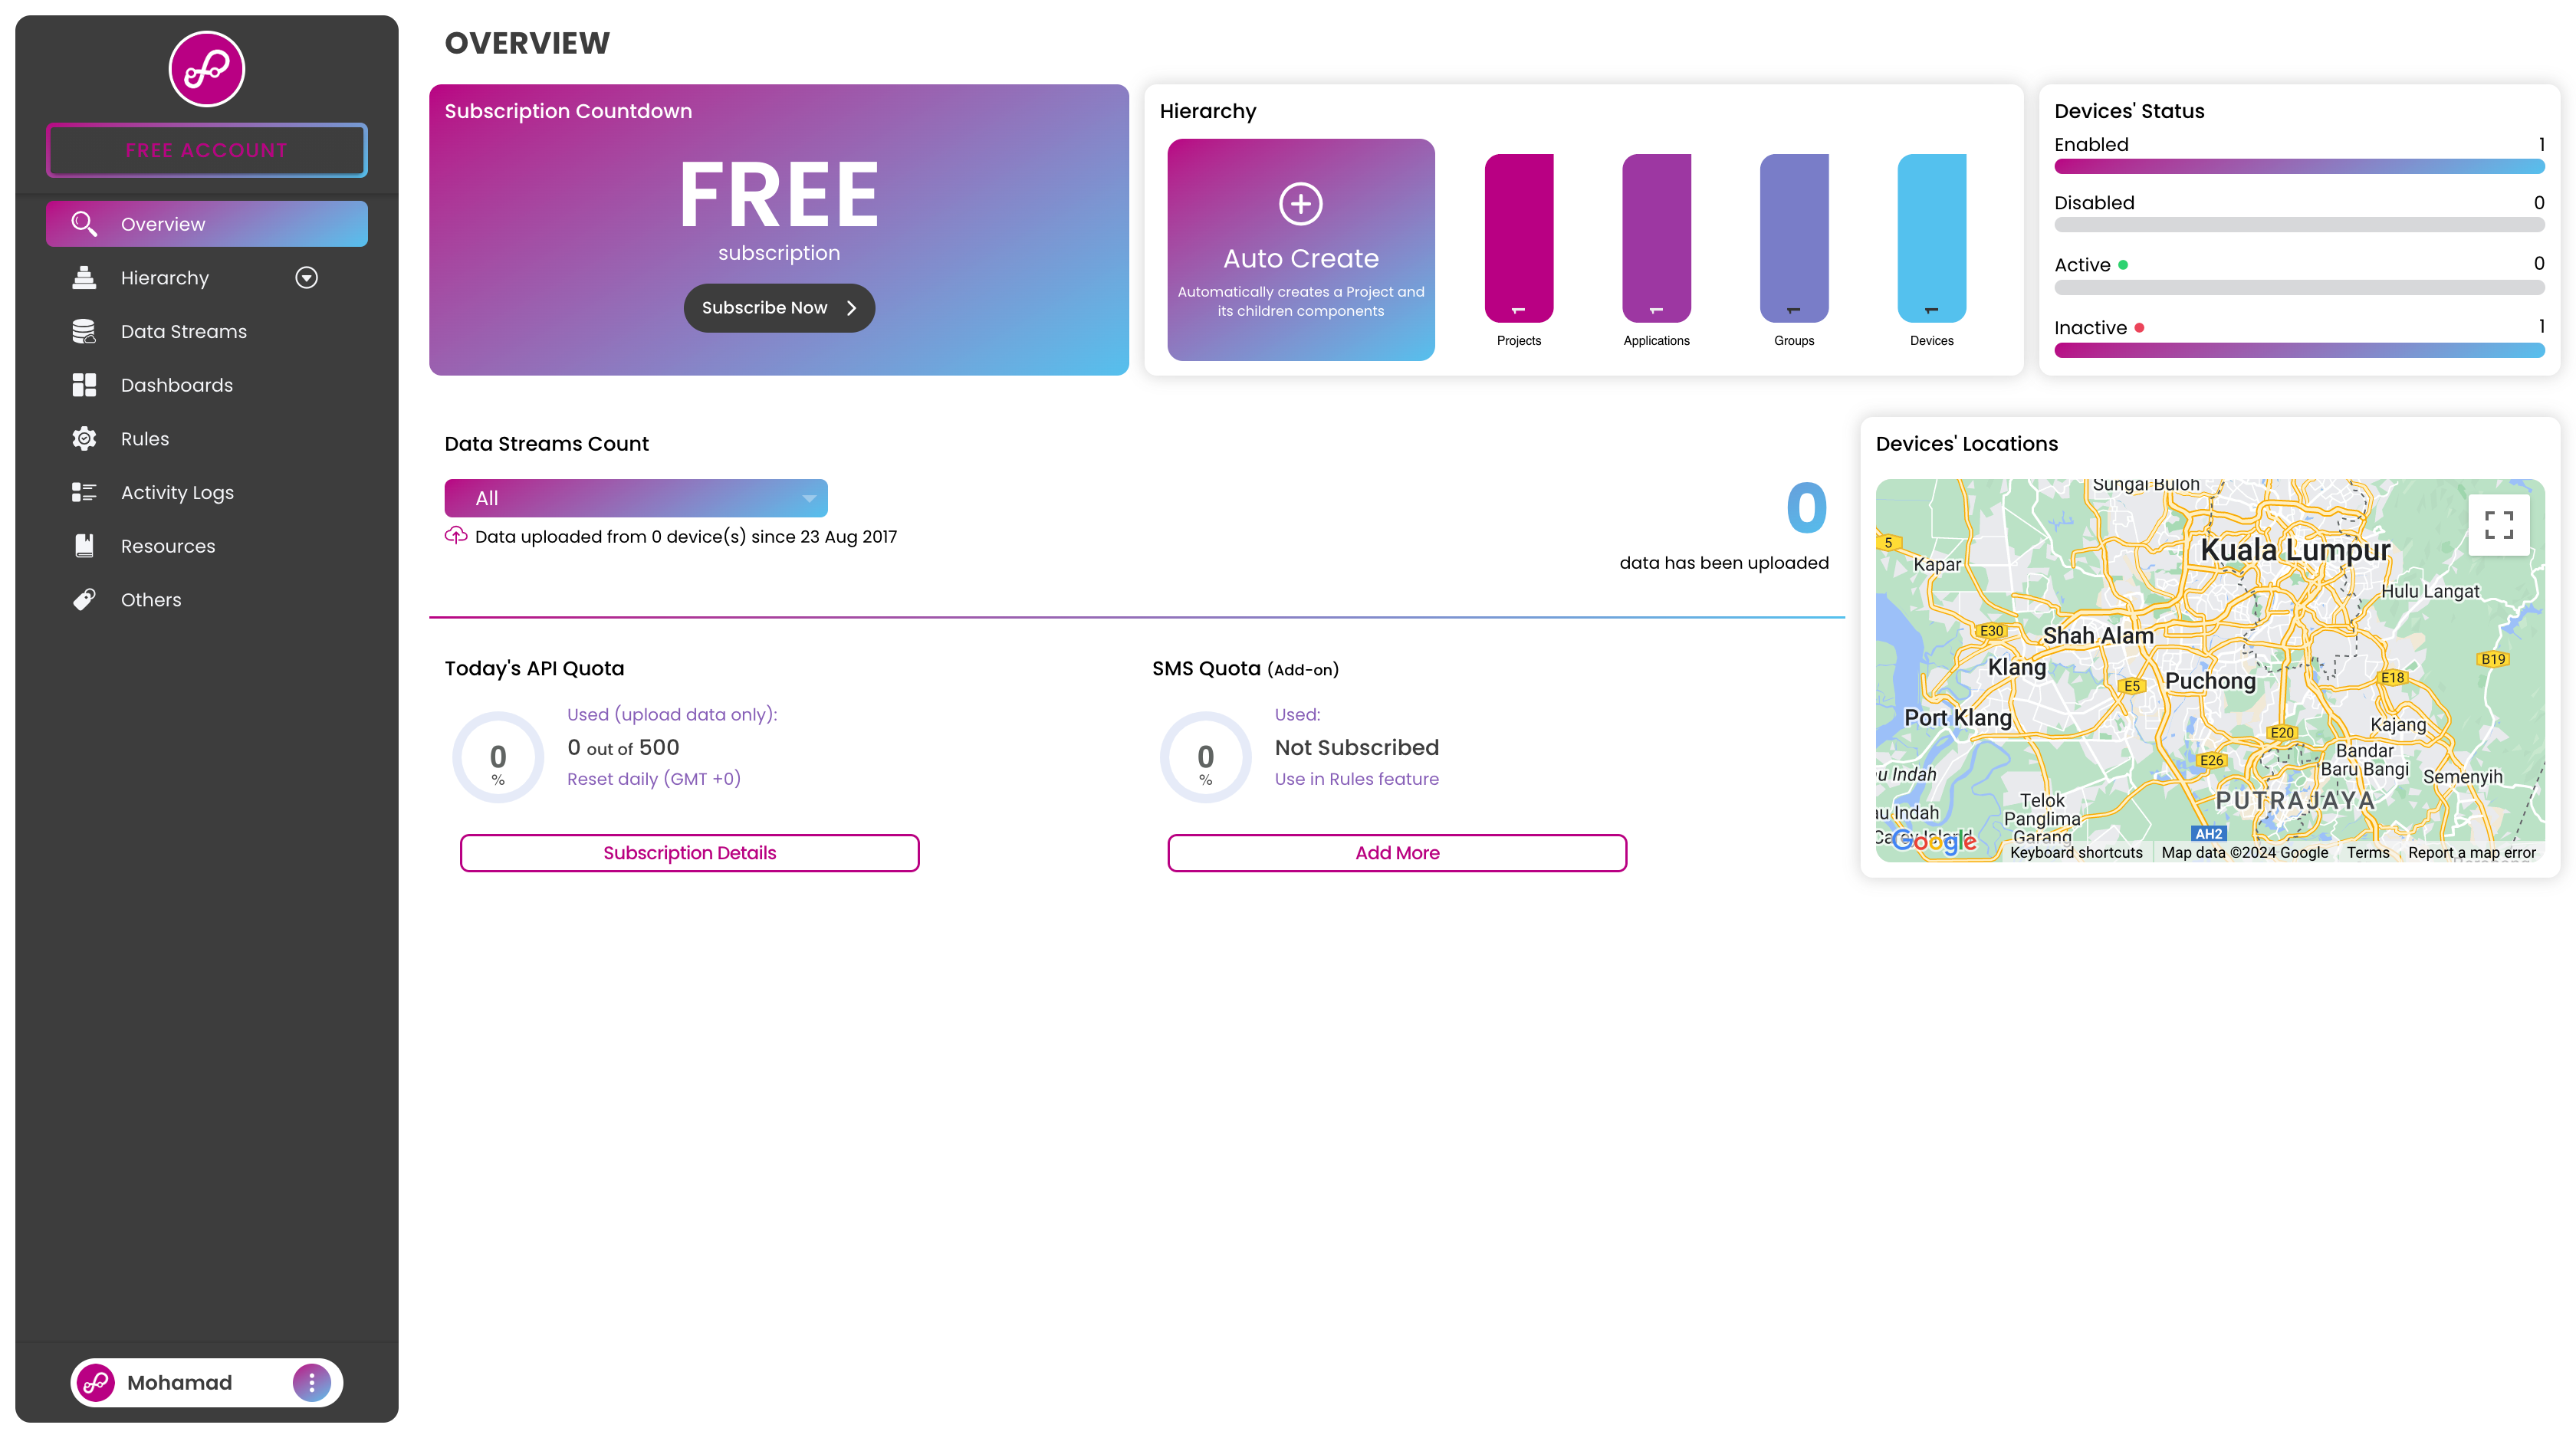 FREE ACCOUNT
Overview
Hierarchy
Data Streams
Dashboards
Rules
Activity Logs
Resources
Others
Mohamad
OVERVIEW
Subscription Countdown
FREE
subscription
Subscribe Now
Hierarchy
Auto Create
Automatically creates a Project and
its children components
1
Projects
1
Applications
1
Groups
1
Devices
Devices' Status
Enabled 1
Disabled 0
Active 0
Inactive 1
Data Streams Count
All
Data uploaded from 0 device(s) since 23 Aug 2017
0
data has been uploaded
Today's API Quota
0
%
Used (upload data only):
0 out of 500
Reset daily (GMT +0)
Subscription Details
SMS Quota (Add-on)
0
%
Used:
Not Subscribed
Use in Rules feature
Add More
Devices' Locations
Sungai Buloh
5
Kuala Lumpur
Kapar
Hulu Langat
E30
Shah Alam
Klang
B19
E5
Puchong
E18
Port Klang
Kajang
E20
Bandar
Baru Bangi
E26
u Indah
Semenyih
PUTRAJAYA
Telok
Panglima
Garang
au Indah
AH2
Google
Keyboard shortcuts
Map data ©2024 Google
Terms
Report a map error